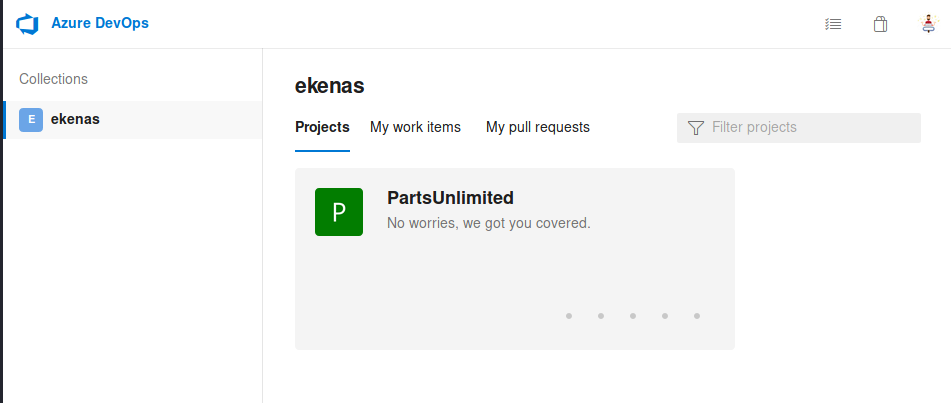 Azure DevOps
Collections
E ekenas
ekenas
Projects My work items My pull requests Filter projects
P PartsUnlimited
No worries, we got you covered.